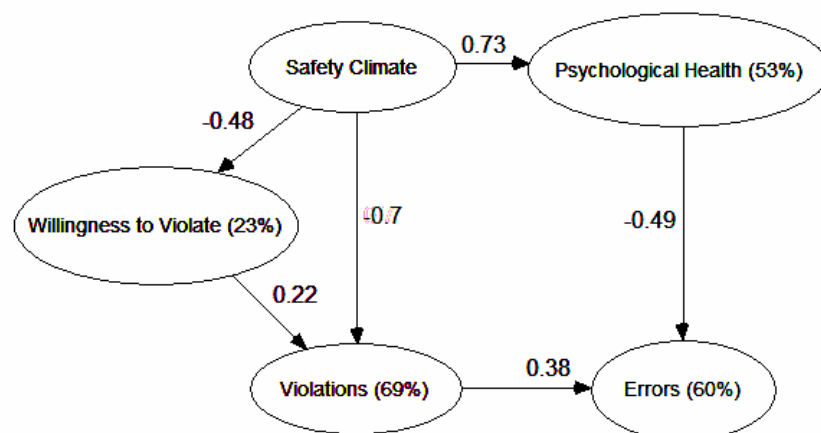 0.73
Safety Climate
Psychological Health (53%)
-0.48
Willingness to Violate (23%)
-0.7
-0.49
0.22
0.38
Violations (69%)
Errors (60%)